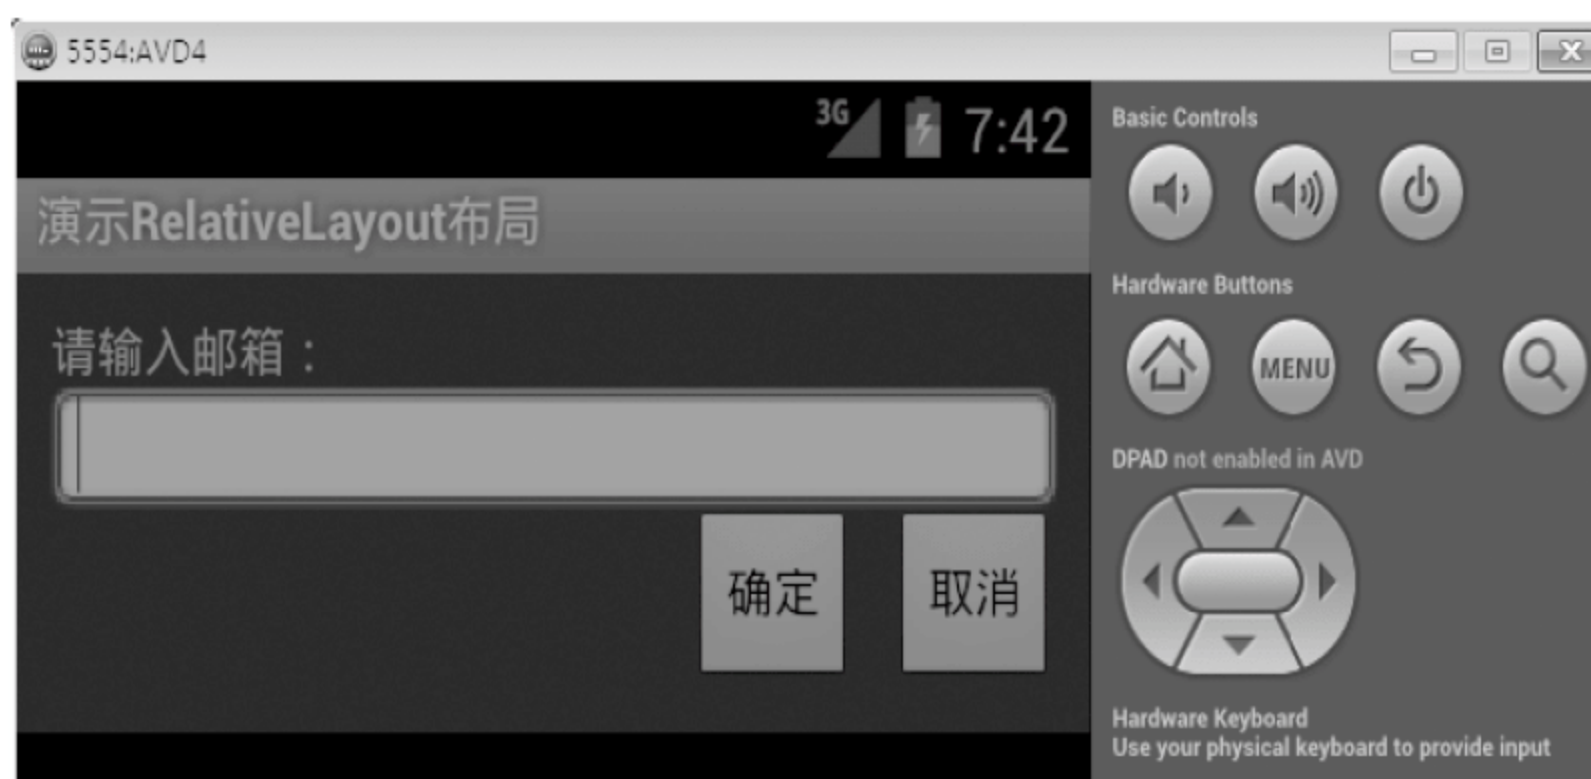 5554:AVD4
3G 7:42
演示RelativeLayout布局
请输入邮箱：
确定
取消
Basic Controls
Hardware Buttons
MENU
DPAD not enabled in AVD
Hardware Keyboard
Use your physical keyboard to provide input